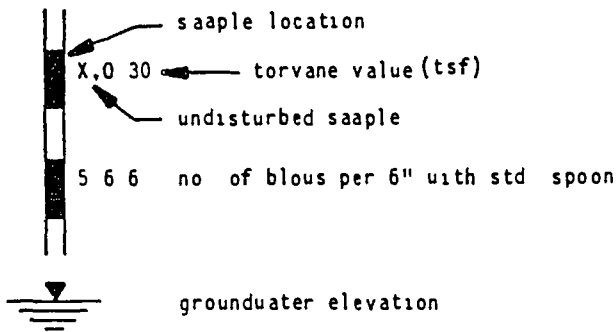 saaple location
X,0 30 torvane value (tsf)
undisturbed saaple
5 6 6 no of blous per 6" uith std spoon
grounduater elevation